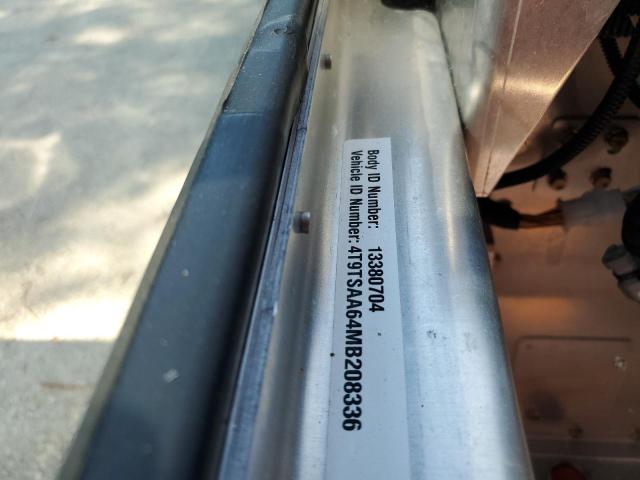 Body ID Number: 13380704
Vehicle ID Number: 4T9TSAA64MB208336